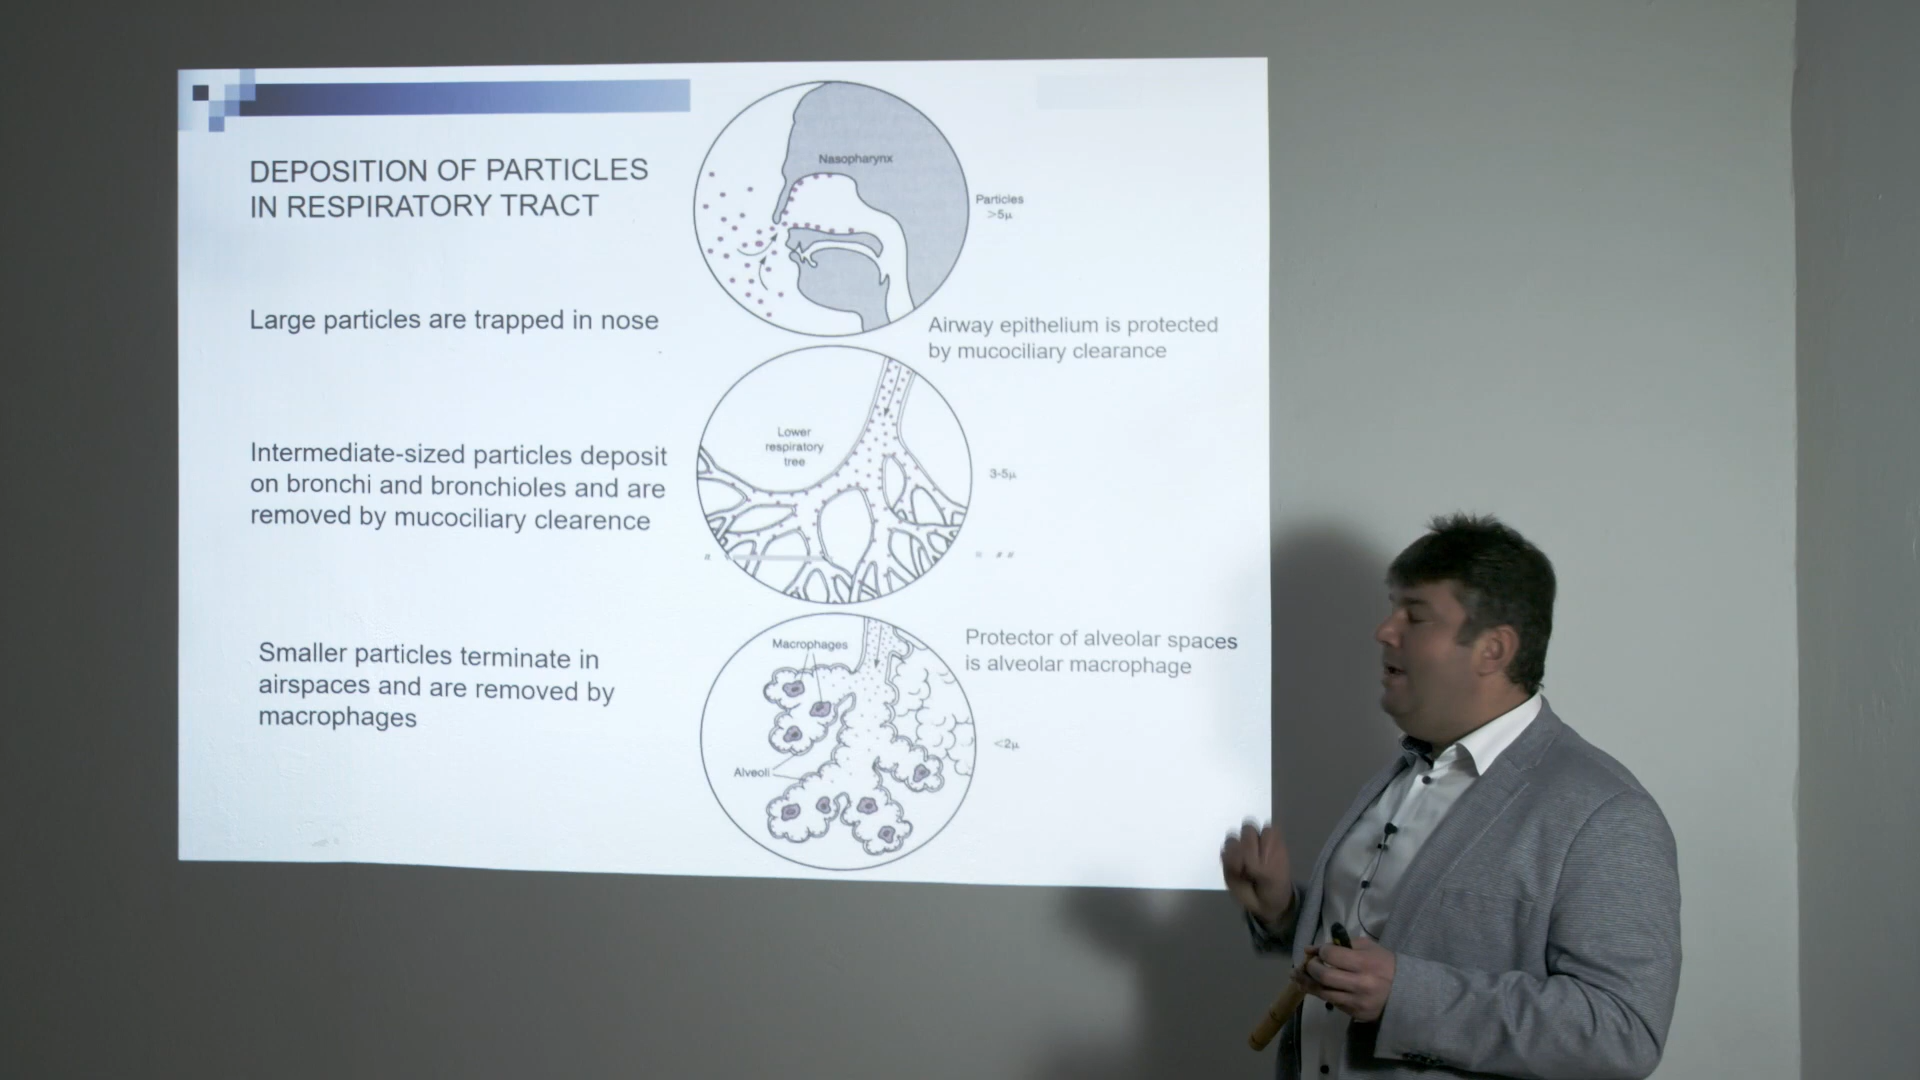 DEPOSITION OF PARTICLES
IN RESPIRATORY TRACT
Nasopharynx
Particles
>5μ
Large particles are trapped in nose
Airway epithelium is protected
by mucociliary clearance
Lower
respiratory
tree
Intermediate-sized particles deposit
on bronchi and bronchioles and are
removed by mucociliary clearence
3-5μ
Macrophages
Smaller particles terminate in
airspaces and are removed by
macrophages
Protector of alveolar spaces
is alveolar macrophage
Alveoli
<2μ